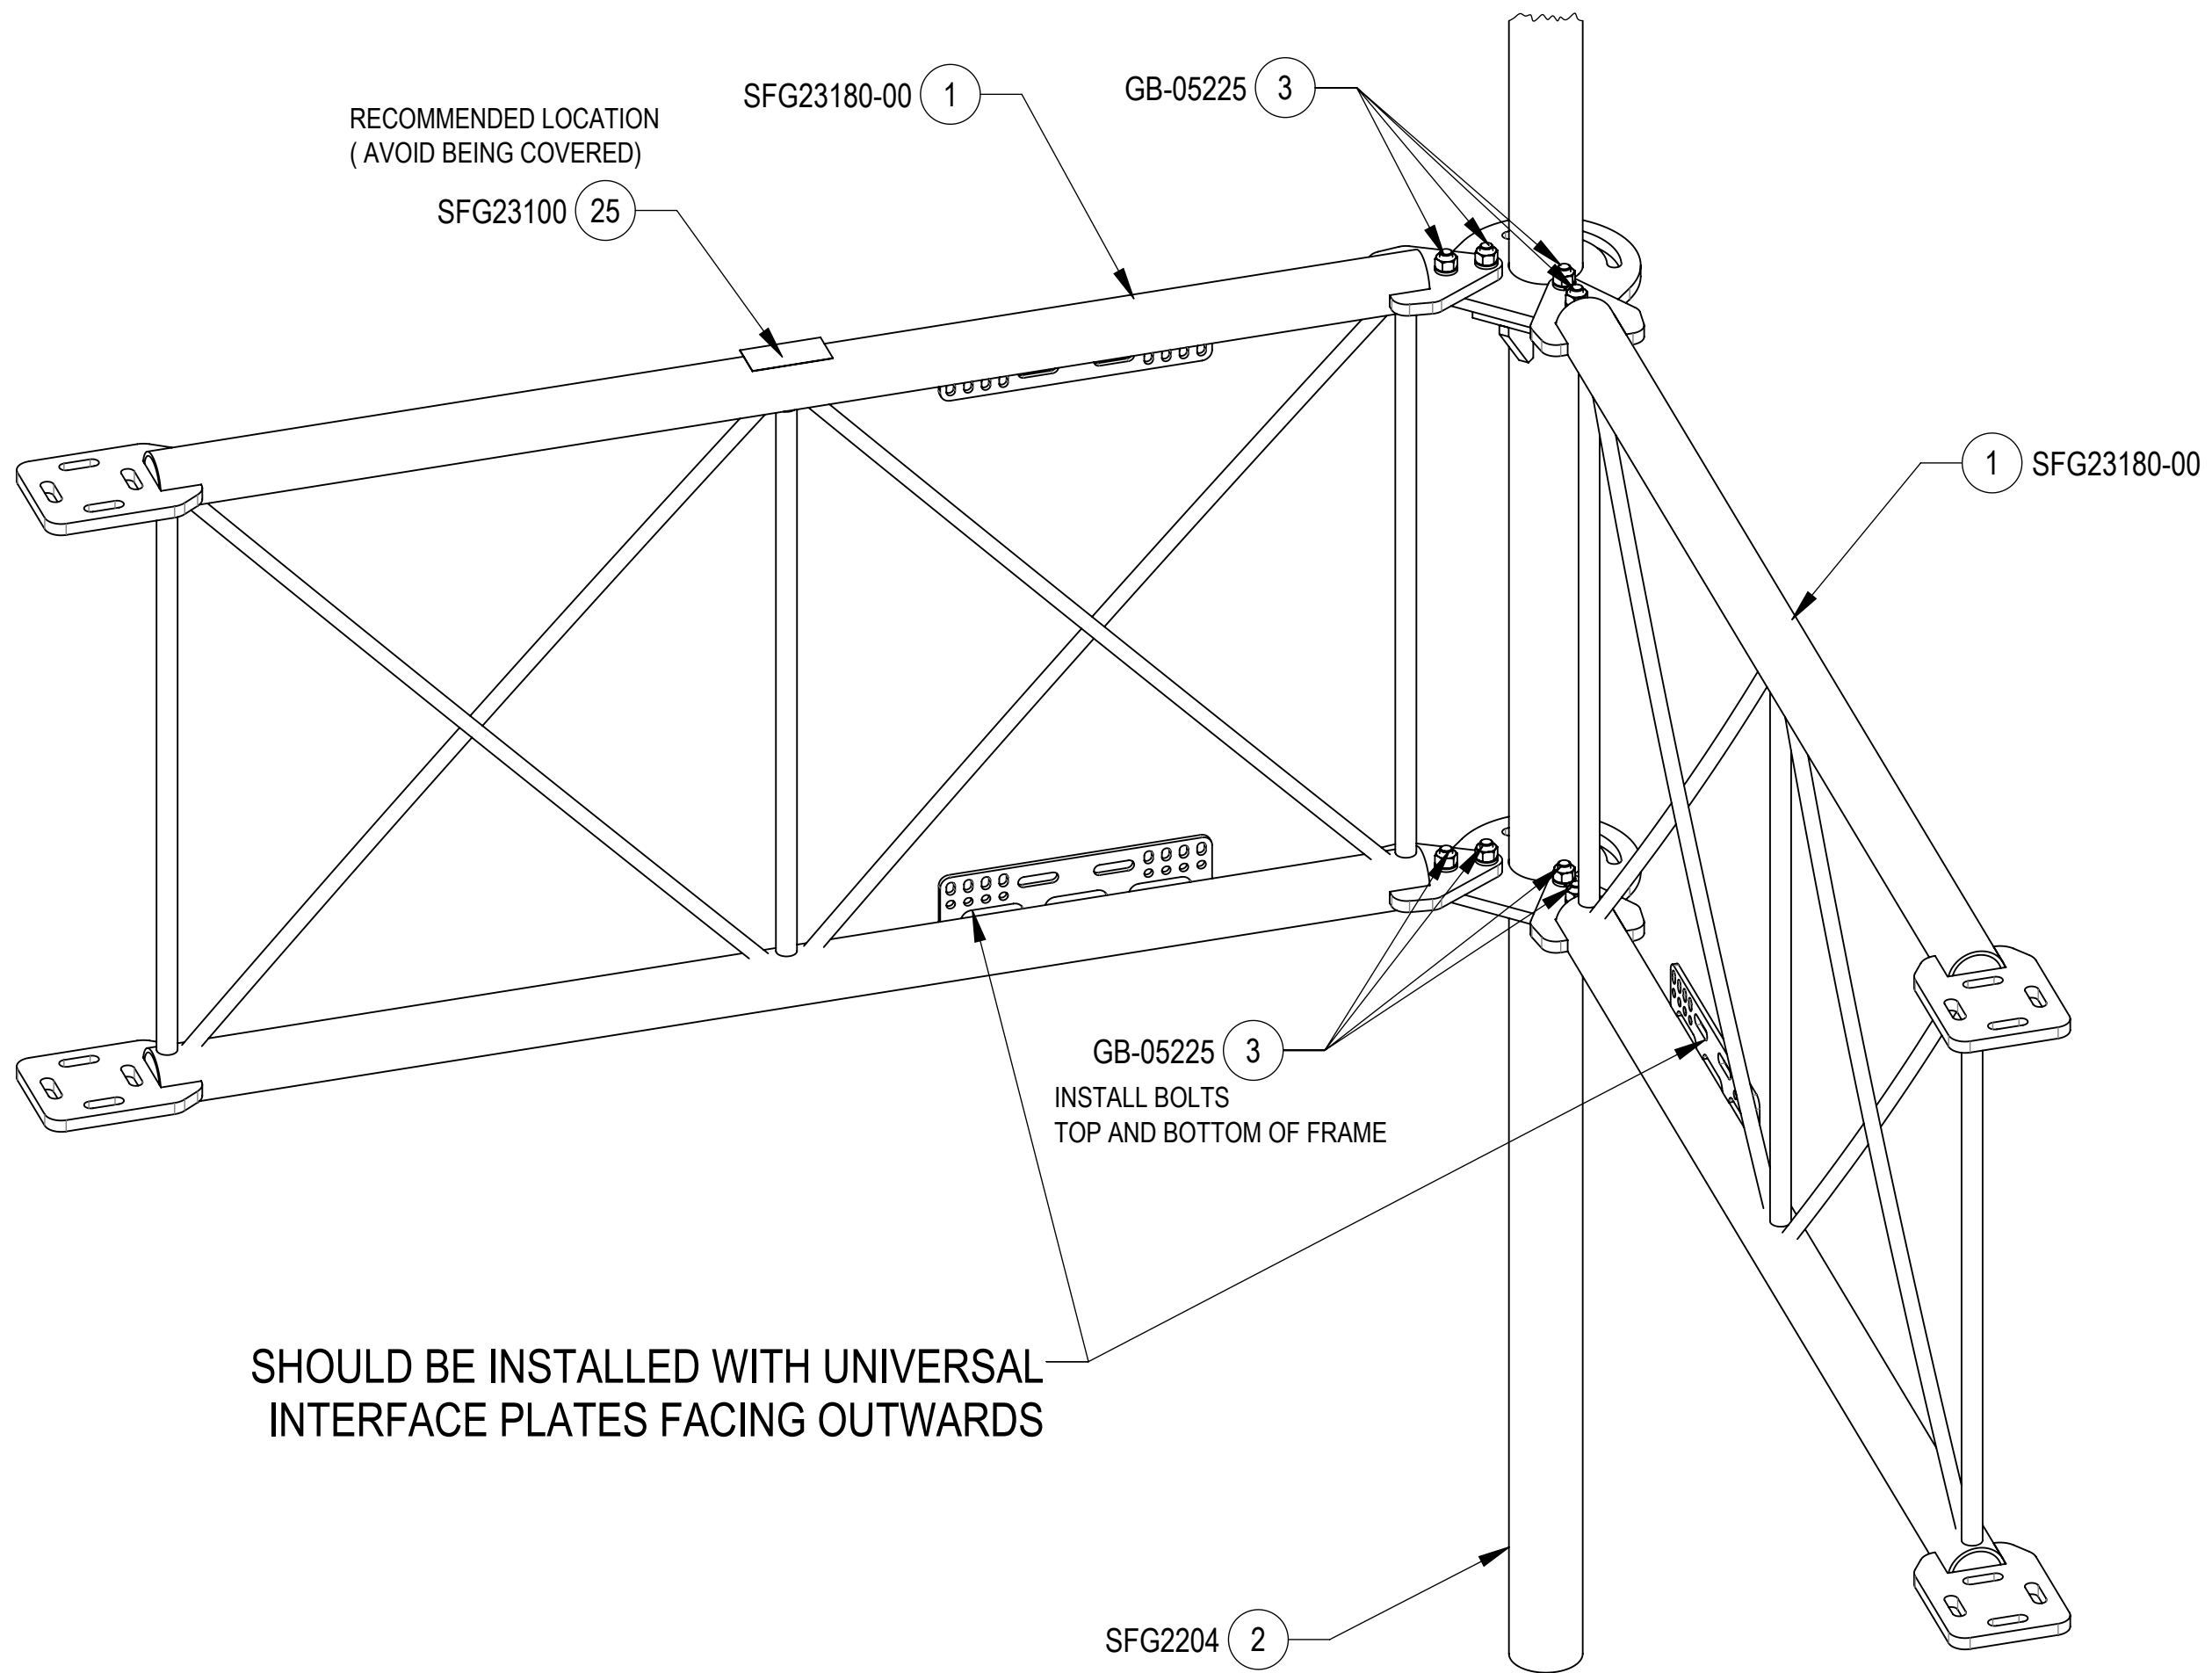 SFG23180-00 1
GB-05225 3
RECOMMENDED LOCATION
( AVOID BEING COVERED)
SFG23100 25
1 SFG23180-00
GB-05225 3
INSTALL BOLTS
TOP AND BOTTOM OF FRAME
SHOULD BE INSTALLED WITH UNIVERSAL
INTERFACE PLATES FACING OUTWARDS
SFG2204 2